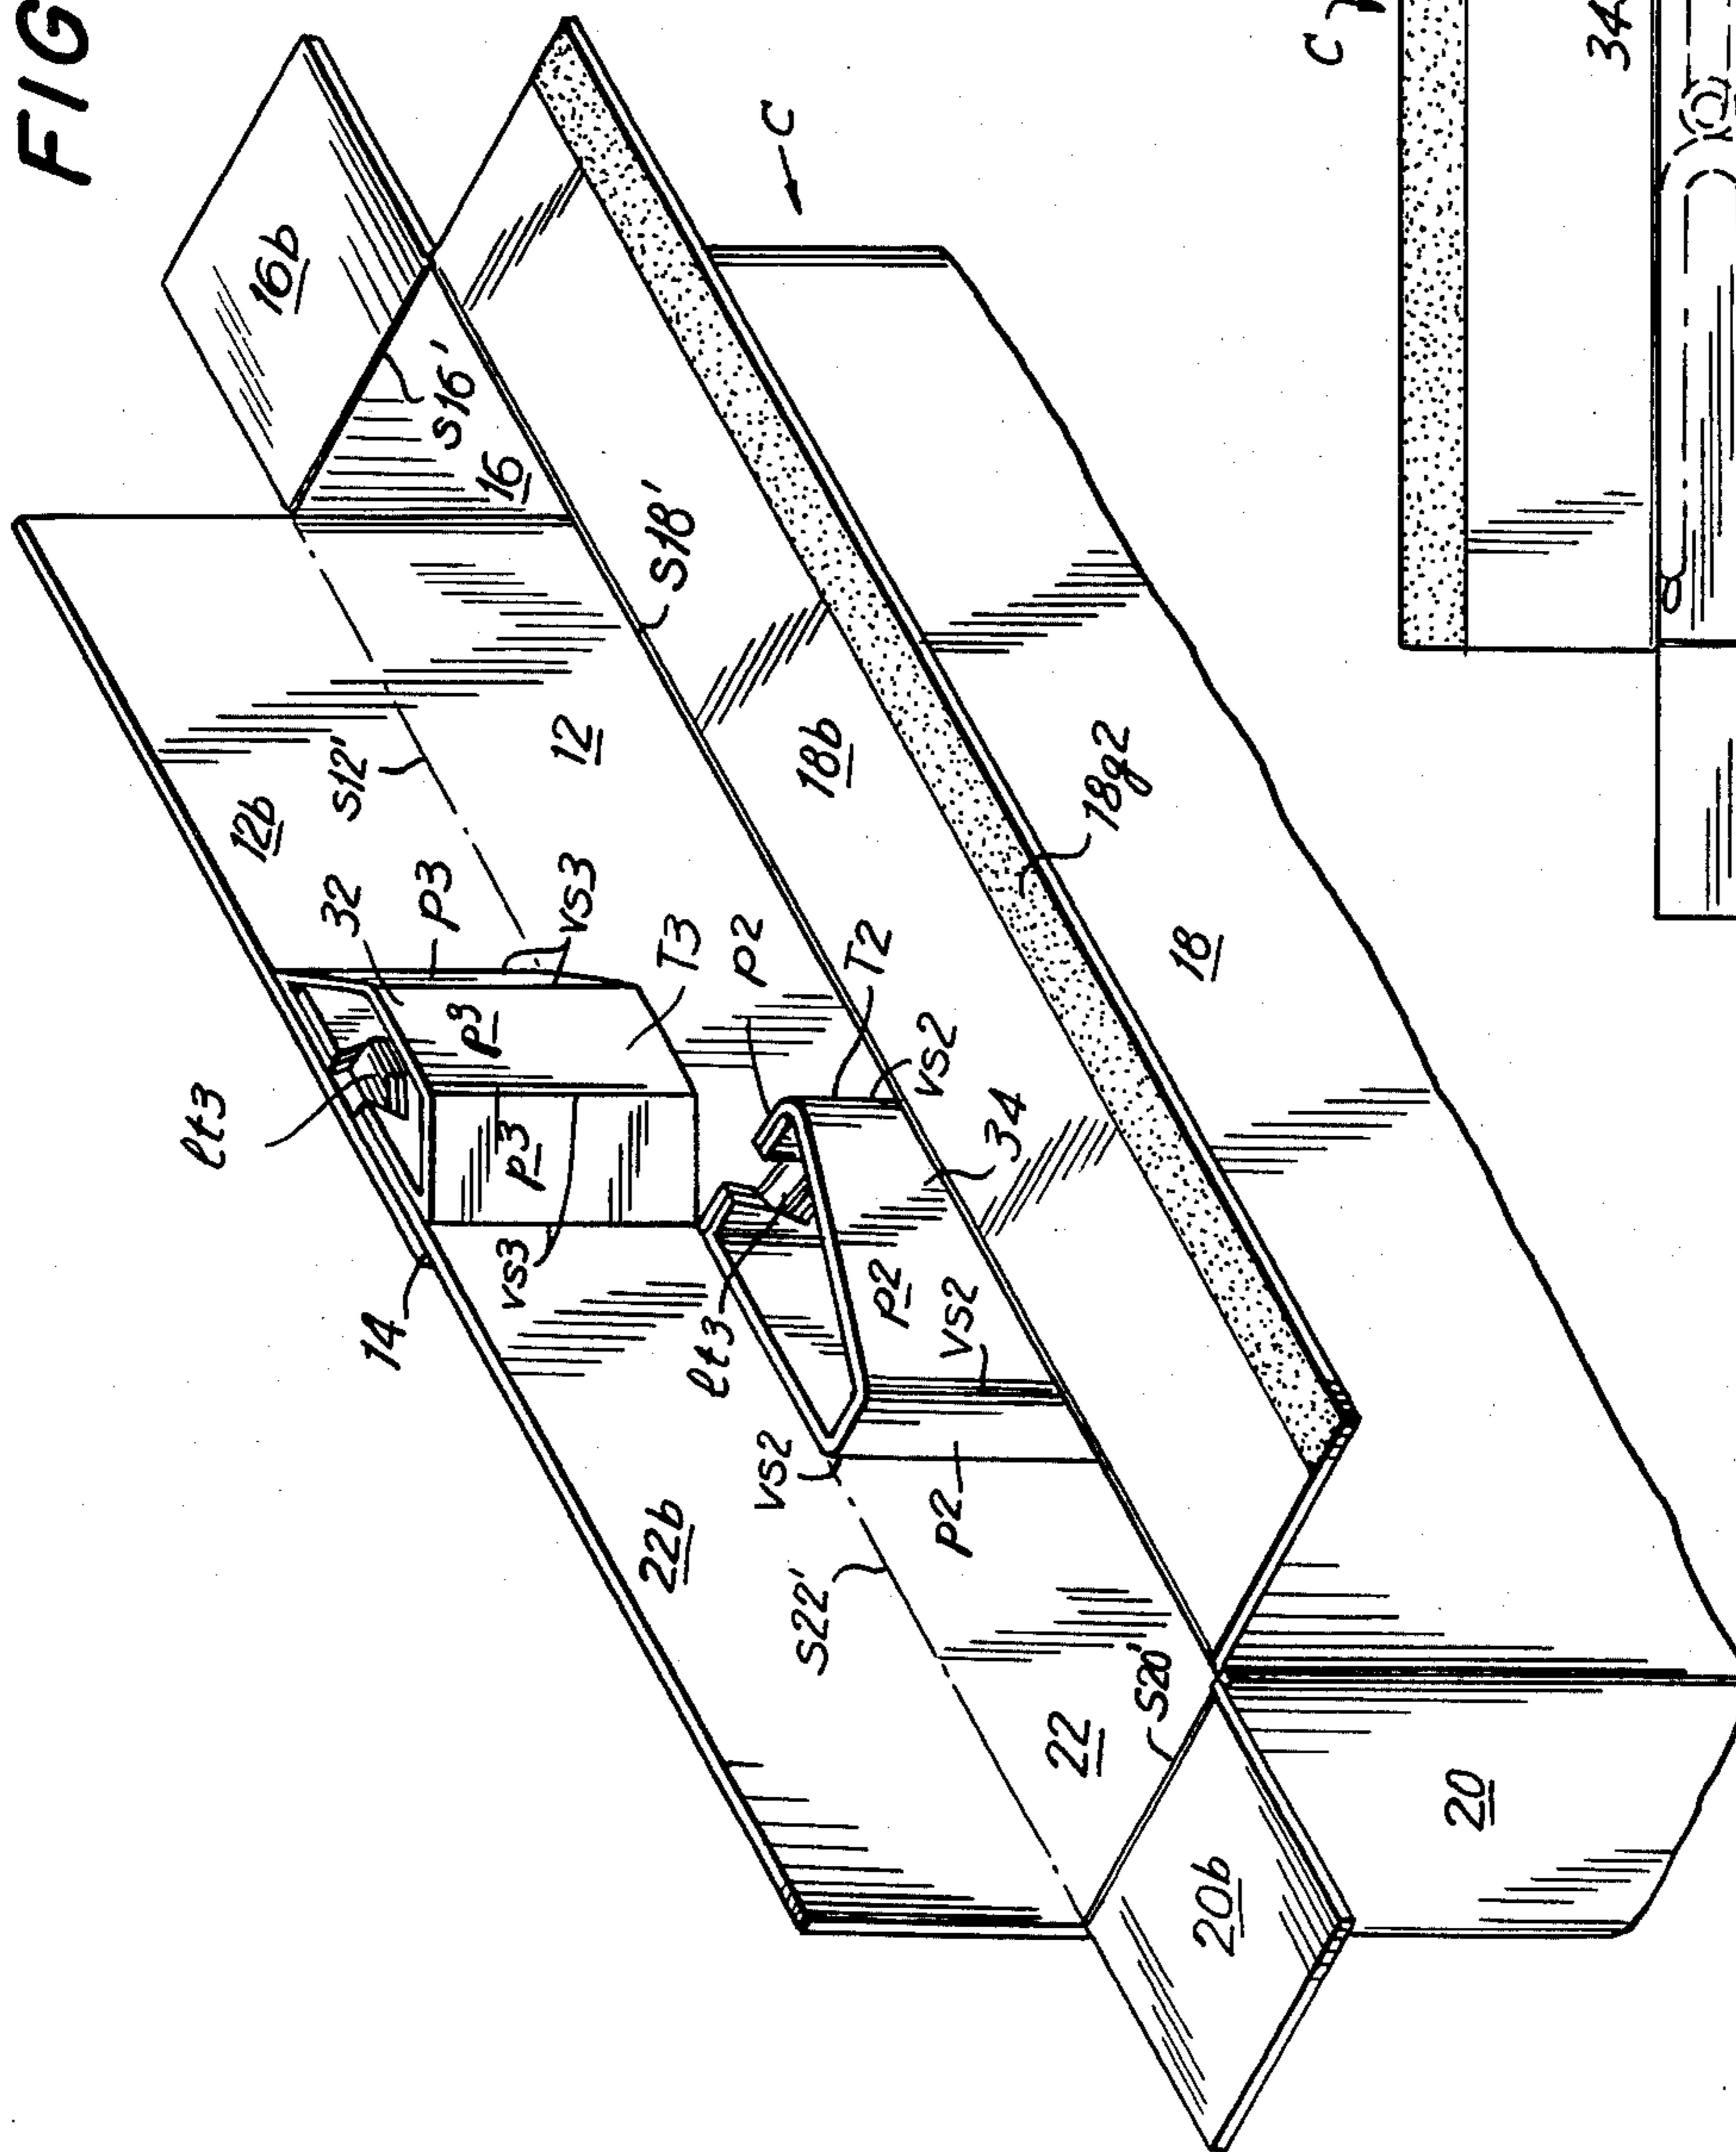 FIG
16b
C
C
34
s16'
16
s18'
12b
s12'
12
18b
18g2
18
32
p3
vs3
T3
p2
T2
vs2
34
lt3
p3
p3
vs3
14
lt3
p2
vs2
vs2
p2
22b
s22'
22
s20'
20b
20